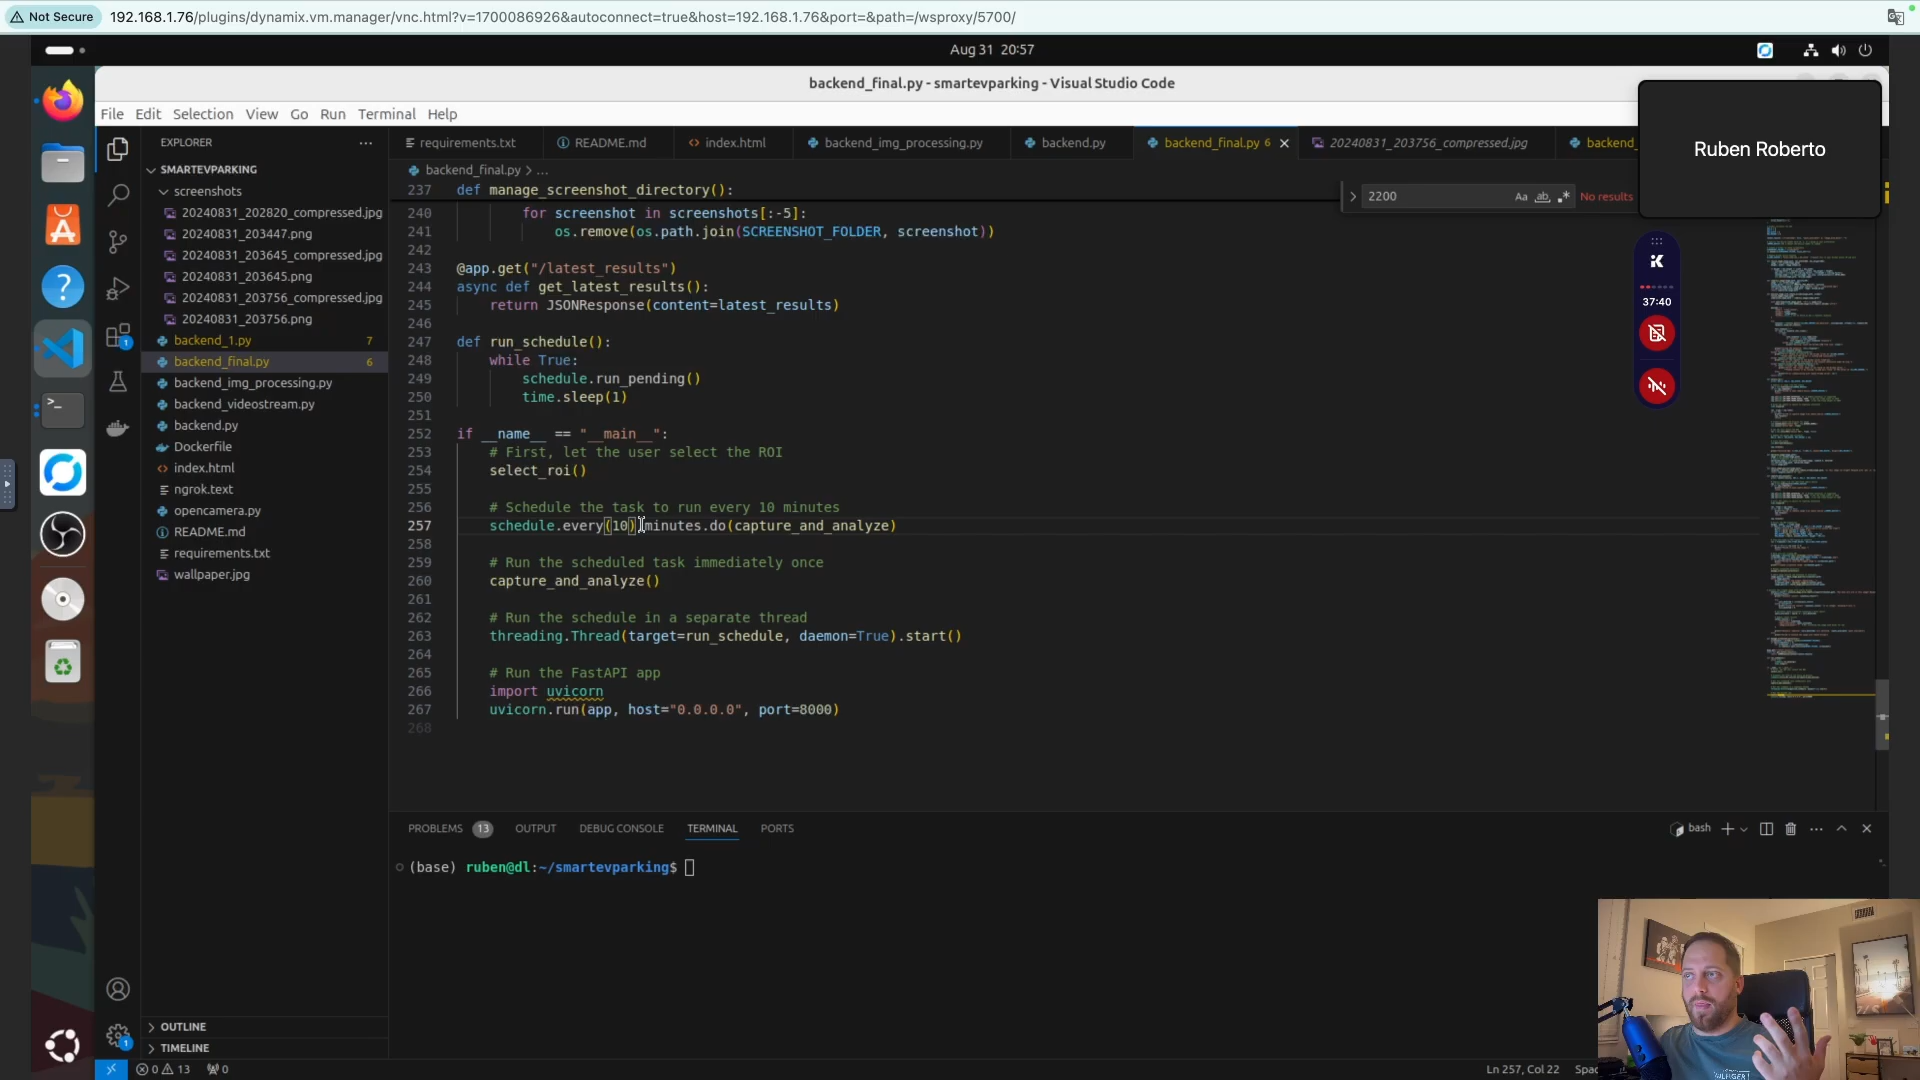 Not Secure
192.168.1.76/plugins/dynamix.vm.manager/vnc.html?v=1700086926&autoconnect=true&host=192.168.1.76&port=&path=/wsproxy/5700/
Aug 31 20:57
backend_final.py - smartevparking - Visual Studio Code
File Edit Selection View Go Run Terminal Help
Ruben Roberto
EXPLORER
SMARTEVPARKING
screenshots
20240831_202820_compressed.jpg
20240831_203447.png
20240831_203645_compressed.jpg
20240831_203645.png
20240831_203756_compressed.jpg
20240831_203756.png
backend_1.py 7
backend_final.py 6
backend_img_processing.py
backend_videostream.py
backend.py
Dockerfile
index.html
ngrok.text
opencamera.py
README.md
requirements.txt
wallpaper.jpg
OUTLINE
TIMELINE
requirements.txt README.md index.html backend_img_processing.py backend.py backend_final.py 6 20240831_203756_compressed.jpg backend_
backend_final.py > ...
2200 Aa ab No results
37:40
237 def manage_screenshot_directory():
240 for screenshot in screenshots[:-5]:
241 os.remove(os.path.join(SCREENSHOT_FOLDER, screenshot))
242
243 @app.get("/latest_results")
244 async def get_latest_results():
245 return JSONResponse(content=latest_results)
246
247 def run_schedule():
248 while True:
249 schedule.run_pending()
250 time.sleep(1)
251
252 if __name__ == "__main__":
253 # First, let the user select the ROI
254 select_roi()
255
256 # Schedule the task to run every 10 minutes
257 schedule.every(10).minutes.do(capture_and_analyze)
258
259 # Run the scheduled task immediately once
260 capture_and_analyze()
261
262 # Run the schedule in a separate thread
263 threading.Thread(target=run_schedule, daemon=True).start()
264
265 # Run the FastAPI app
266 import uvicorn
267 uvicorn.run(app, host="0.0.0.0", port=8000)
268
PROBLEMS 13 OUTPUT DEBUG CONSOLE TERMINAL PORTS
bash
(base) ruben@dl:~/smartevparking$
0 13 0
Ln 257, Col 22